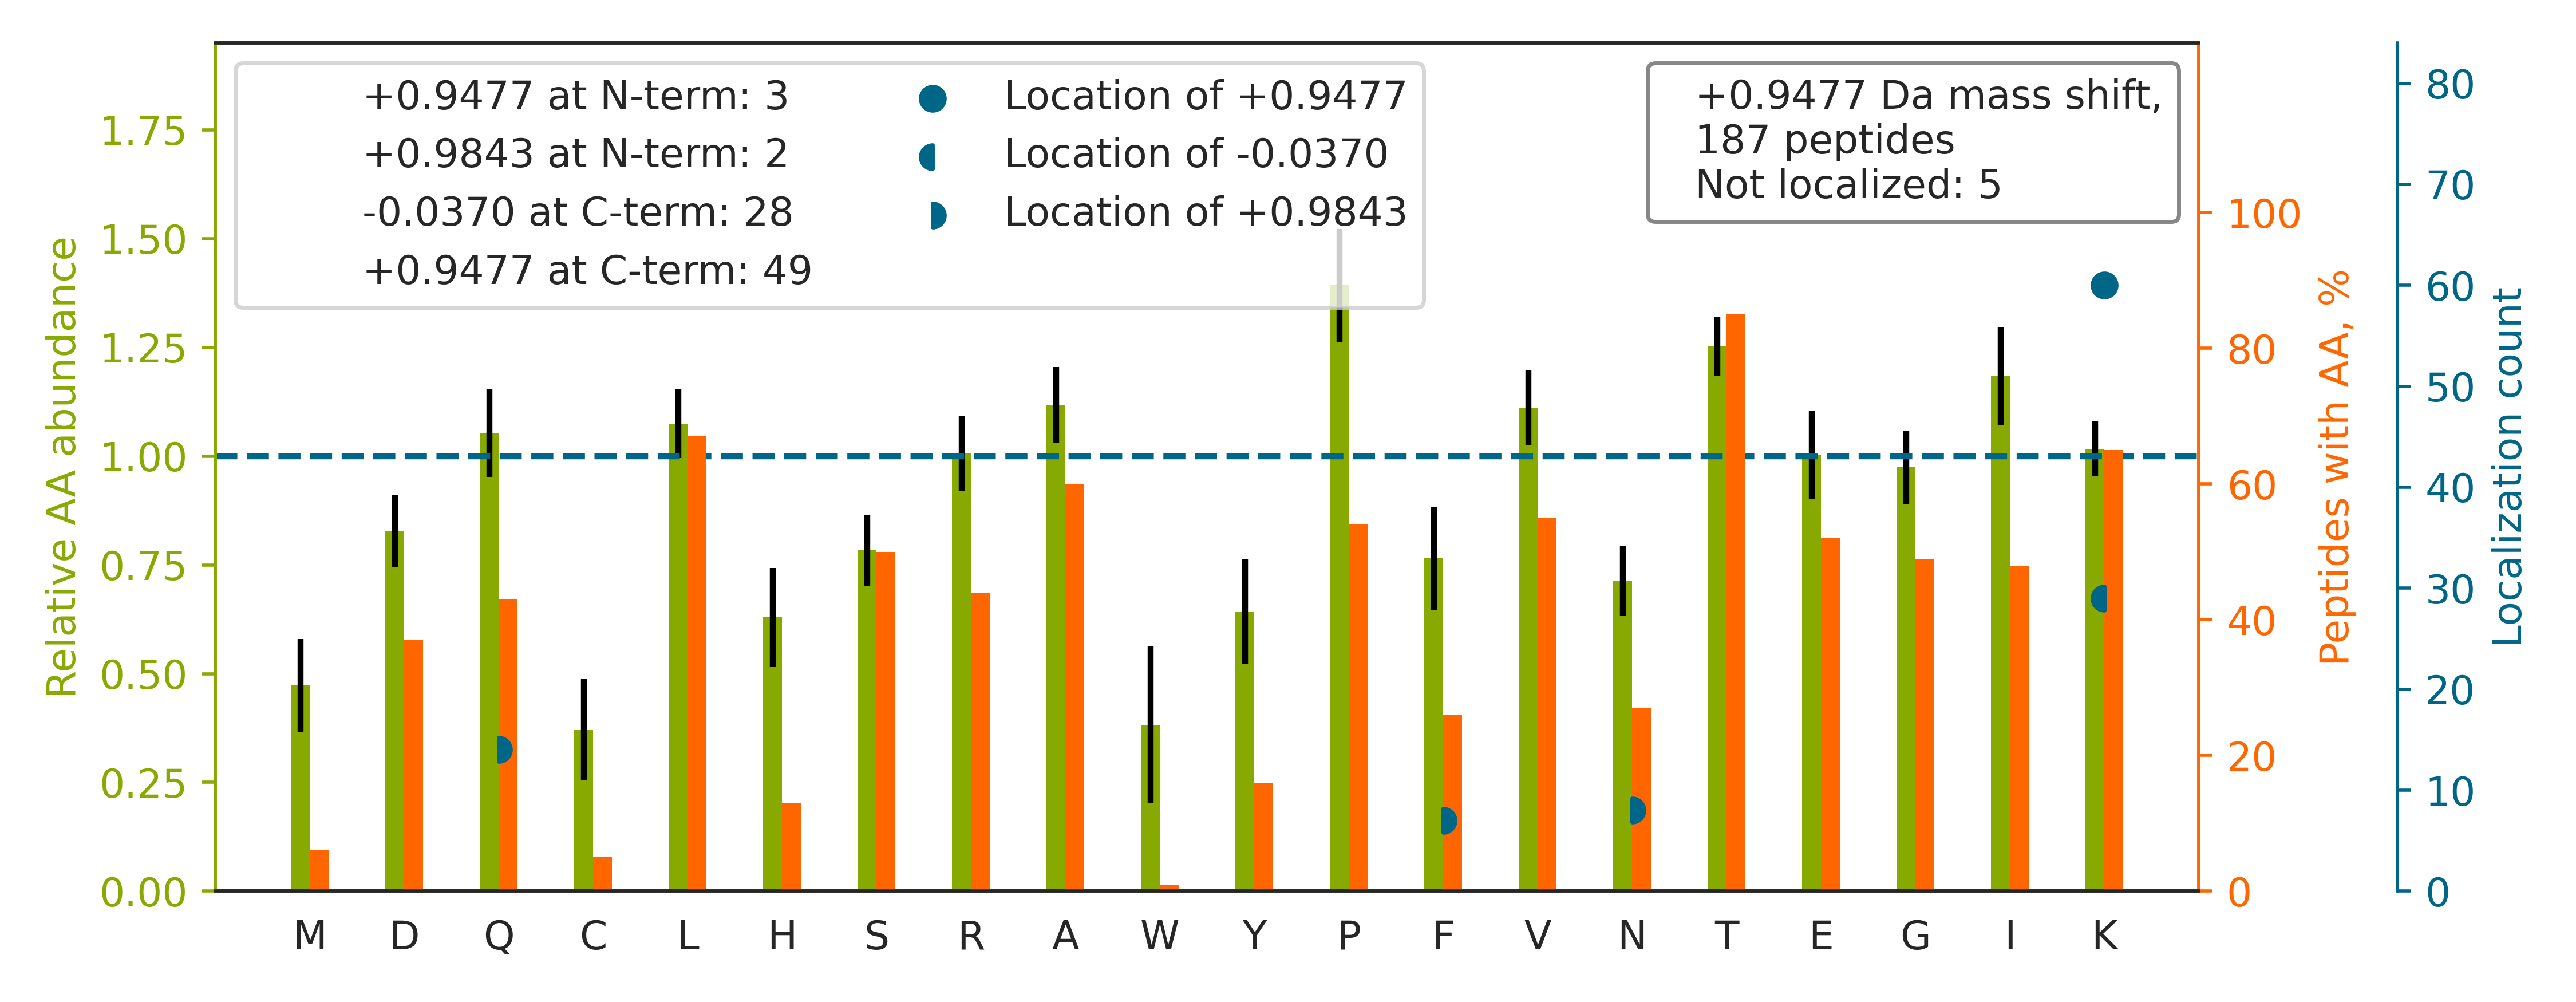 +0.9477 at N-term: 3
+0.9843 at N-term: 2
-0.0370 at C-term: 28
+0.9477 at C-term: 49
Location of +0.9477
Location of -0.0370
Location of +0.9843
+0.9477 Da mass shift,
187 peptides
Not localized: 5
Relative AA abundance
1.75
1.50
1.25
1.00
0.75
0.50
0.25
0.00
M D Q C L H S R A W Y P F V N T E G I K
100
80
60
40
20
0
Peptides with AA, %
80
70
60
50
40
30
20
10
0
Localization count